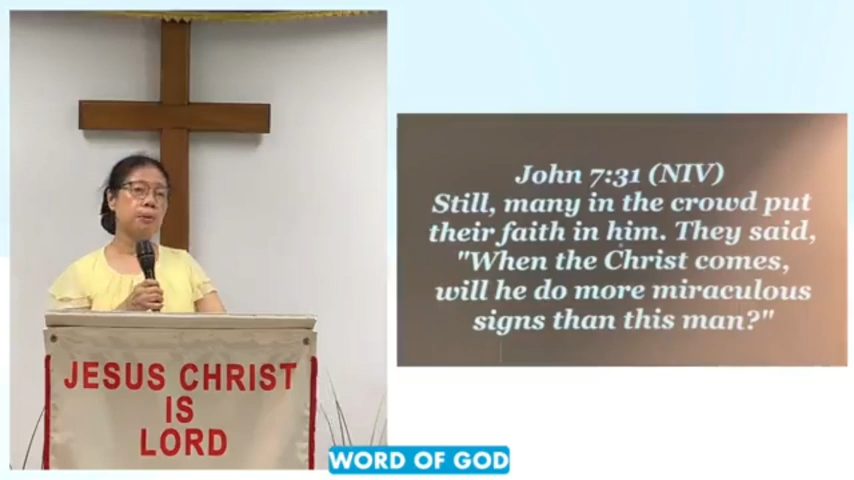 JESUS CHRIST
IS
LORD
John 7:31 (NIV)
Still, many in the crowd put
their faith in him. They said,
"When the Christ comes,
will he do more miraculous
signs than this man?"
WORD OF GOD